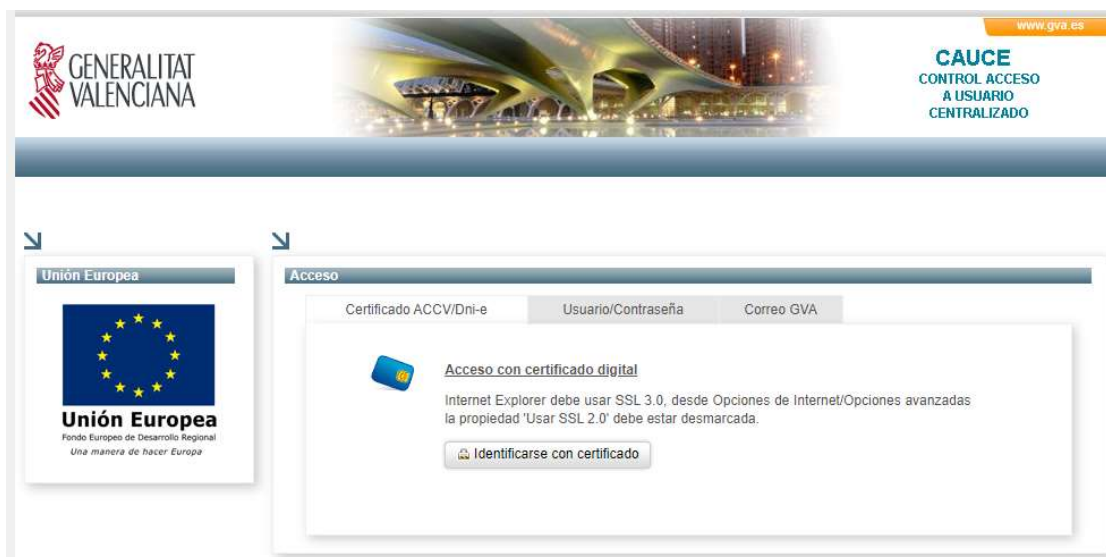 www.gva.es
GENERALITAT
VALENCIANA
CAUCE
CONTROL ACCESO
A USUARIO
CENTRALIZADO
Unión Europea
Unión Europea
Fondo Europeo de Desarrollo Regional
Una manera de hacer Europa
Acceso
Certificado ACCV/Dni-e
Usuario/Contraseña
Correo GVA
Acceso con certificado digital
Internet Explorer debe usar SSL 3.0, desde Opciones de Internet/Opciones avanzadas
la propiedad 'Usar SSL 2.0' debe estar desmarcada.
Identificarse con certificado